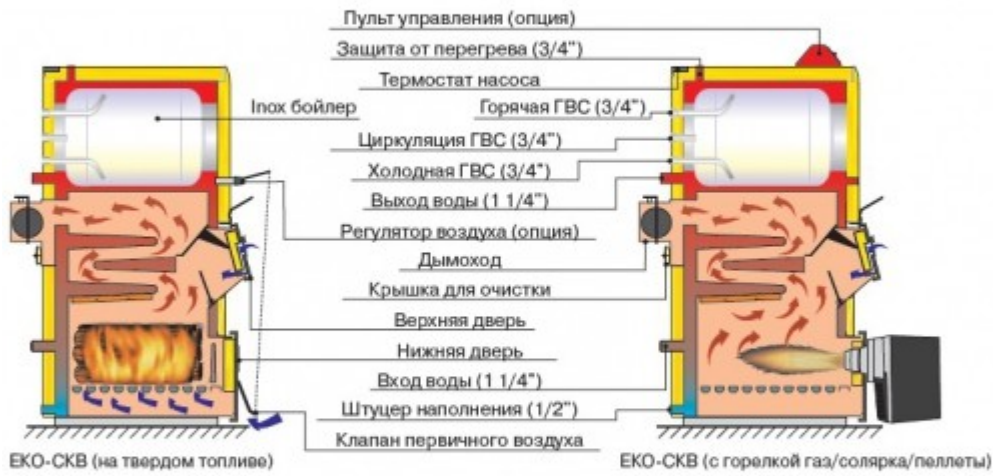 Пульт управления (опция)
Защита от перегрева (3/4")
Термостат насоса
Inox бойлер
Горячая ГВС (3/4")
Циркуляция ГВС (3/4")
Холодная ГВС (3/4")
Выход воды (1 1/4")
Регулятор воздуха (опция)
Дымоход
Крышка для очистки
Верхняя дверь
Нижняя дверь
Вход воды (1 1/4")
Штуцер наполнения (1/2")
Клапан первичного воздуха
ЕКО-СКВ (на твердом топливе)
ЕКО-СКВ (с горелкой газ/солярка/пеллеты)